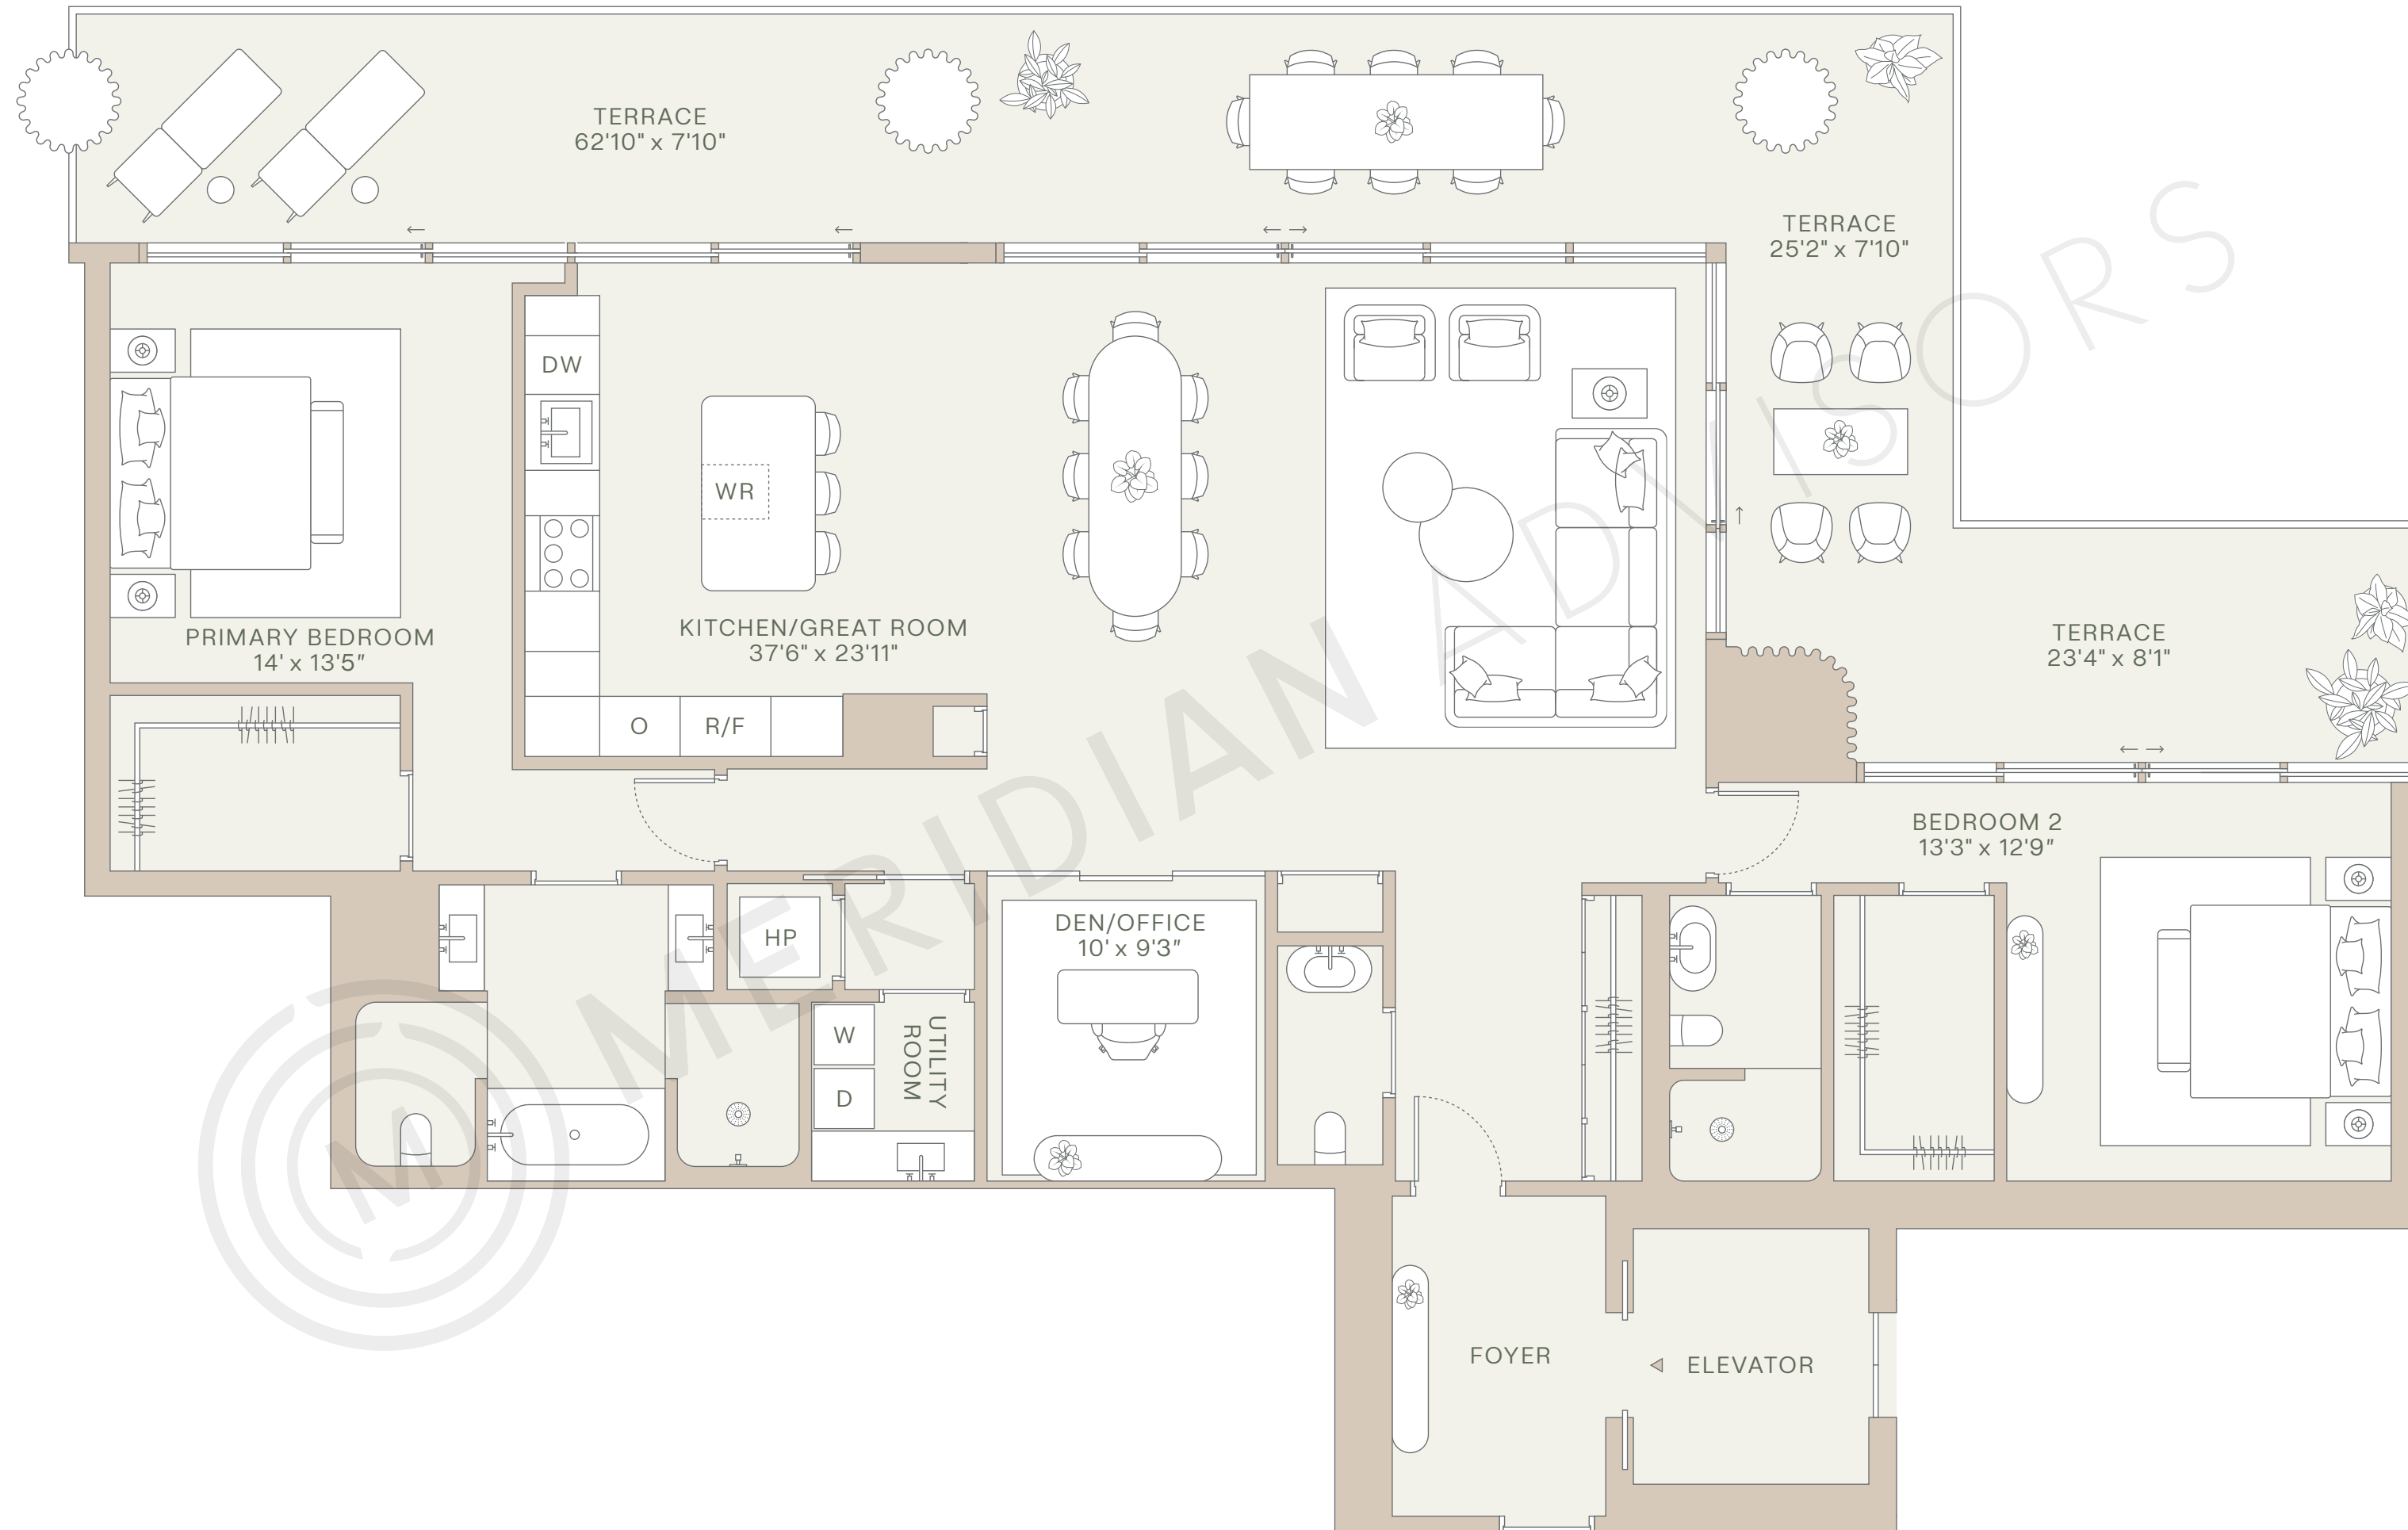 TERRACE
62'10" x 7'10"
TERRACE
25'2" x 7'10"
DW
WR
PRIMARY BEDROOM
14' x 13'5"
KITCHEN/GREAT ROOM
37'6" x 23'11"
TERRACE
23'4" x 8'1"
O
R/F
BEDROOM 2
13'3" x 12'9"
HP
DEN/OFFICE
10' x 9'3"
W
D
UTILITY
ROOM
FOYER
ELEVATOR
M MERIDIAN ADVISORS